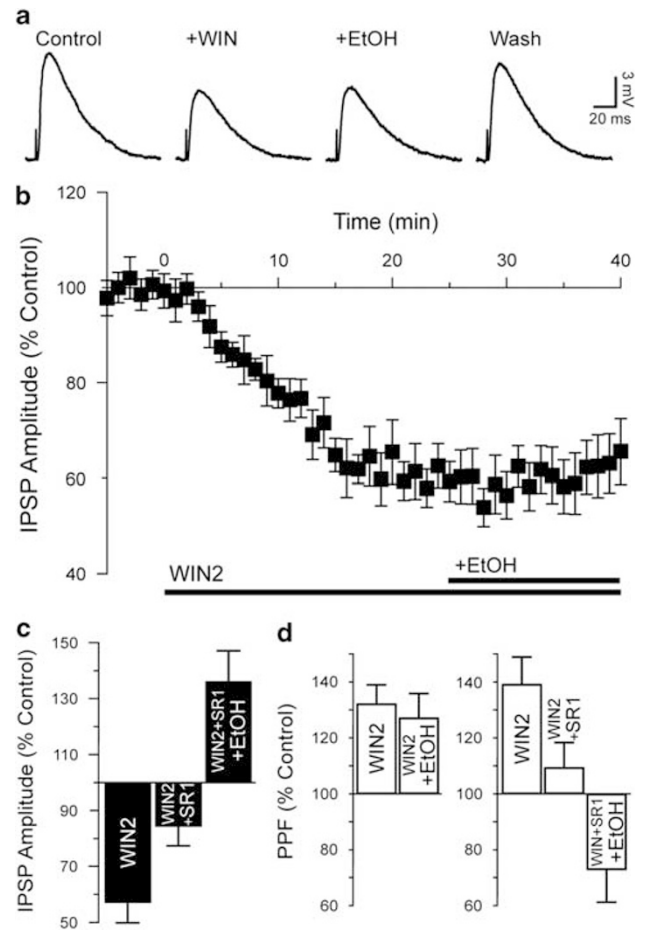 a
Control +WIN +EtOH Wash
3 mV
20 ms
b
120
100
80
60
40
IPSP Amplitude (% Control)
Time (min)
0 10 20 30 40
WIN2
+EtOH
c
150
130
110
90
70
50
IPSP Amplitude (% Control)
WIN2
WIN2
+SR1
WIN2+SR1
+EtOH
d
PPF (% Control)
140
120
100
80
60
WIN2
WIN2
+EtOH
140
120
100
80
60
WIN2
WIN2
+SR1
WIN+SR1
+EtOH